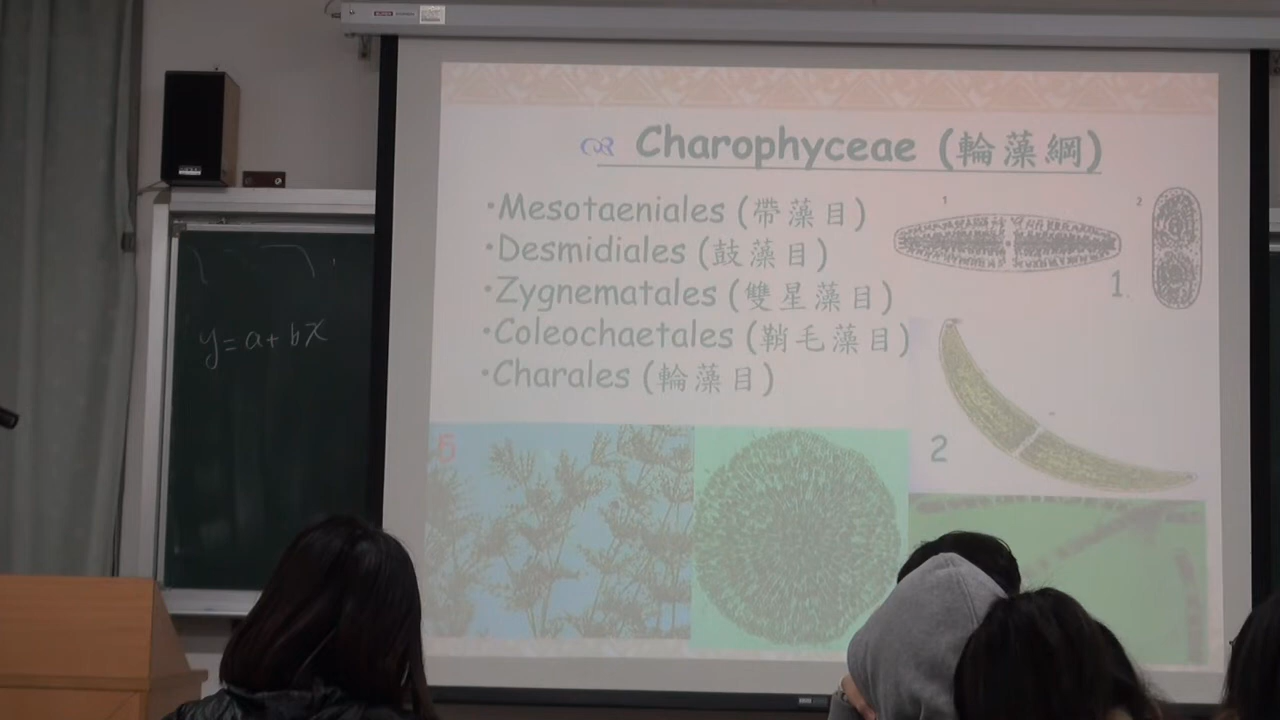 Charophyceae (輪藻綱)
•Mesotaeniales (帶藻目)
•Desmidiales (鼓藻目)
•Zygnematales (雙星藻目)
•Coleochaetales (鞘毛藻目)
•Charales (輪藻目)
1
2
1.
2
5
y=a+bx